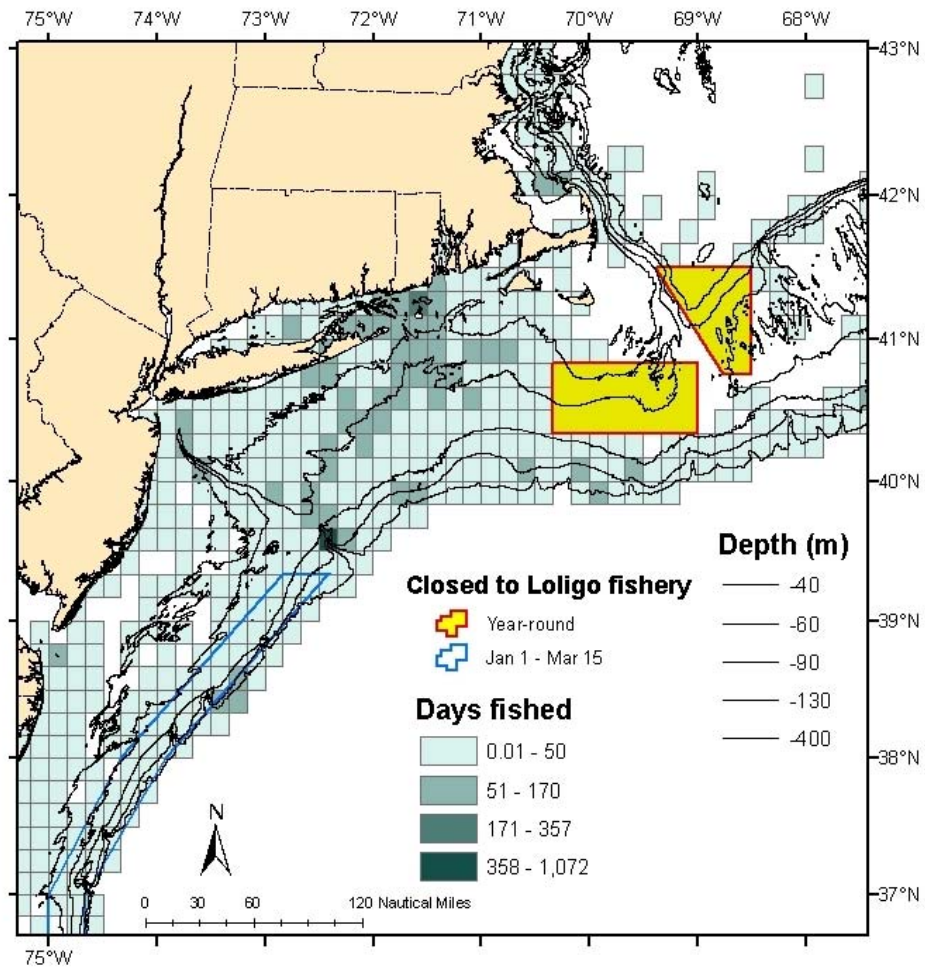 75°W 74°W 73°W 72°W 71°W 70°W 69°W 68°W
43°N
42°N
41°N
40°N
39°N
38°N
37°N
Closed to Loligo fishery
Year-round
Jan 1 - Mar 15
Days fished
0.01 - 50
51 - 170
171 - 357
358 - 1,072
Depth (m)
-40
-60
-90
-130
-400
N
0 30 60 120 Nautical Miles
75°W